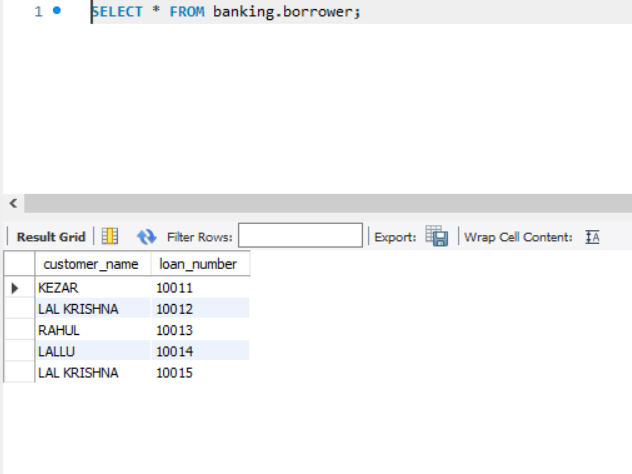 1 SELECT * FROM banking.borrower;
Result Grid Filter Rows: Export: Wrap Cell Content: IA
customer_name loan_number
KEZAR 10011
LAL KRISHNA 10012
RAHUL 10013
LALLU 10014
LAL KRISHNA 10015